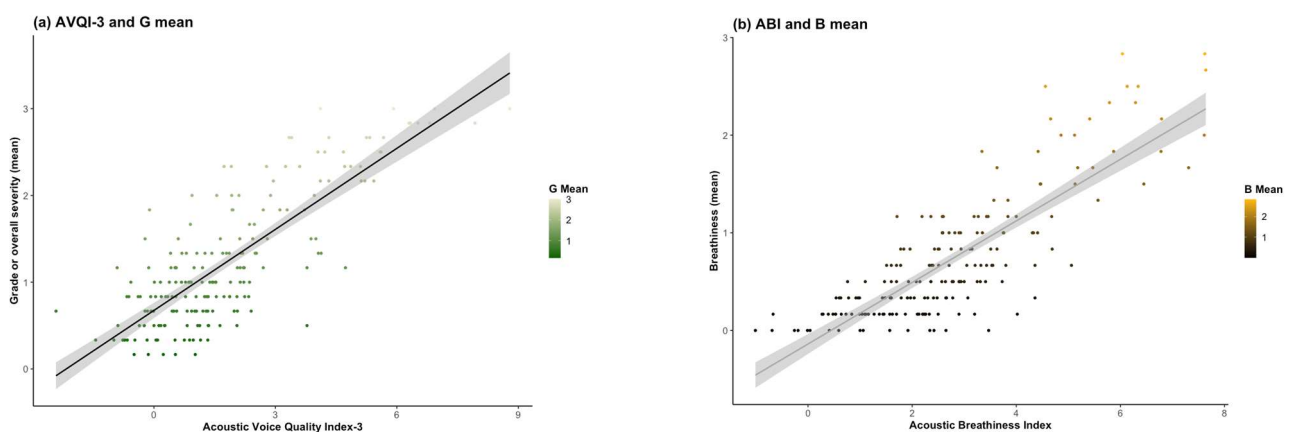 (a) AVQI-3 and G mean
Grade or overall severity (mean)
3
2
1
0
0 3 6 9
Acoustic Voice Quality Index-3
G Mean
3
2
1
(b) ABI and B mean
Breathiness (mean)
3
2
1
0
0 2 4 6 8
Acoustic Breathiness Index
B Mean
2
1